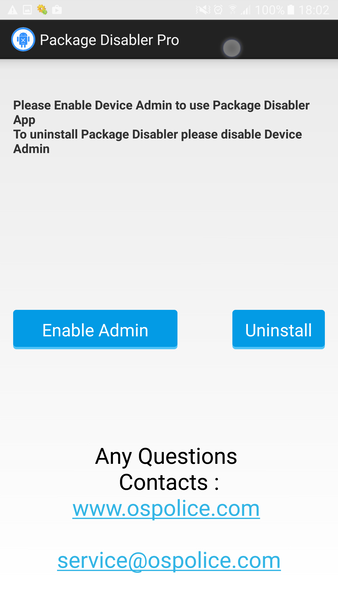 100% 18:02
Package Disabler Pro
Please Enable Device Admin to use Package Disabler
App
To uninstall Package Disabler please disable Device
Admin
Enable Admin
Uninstall
Any Questions
Contacts :
www.ospolice.com
service@ospolice.com